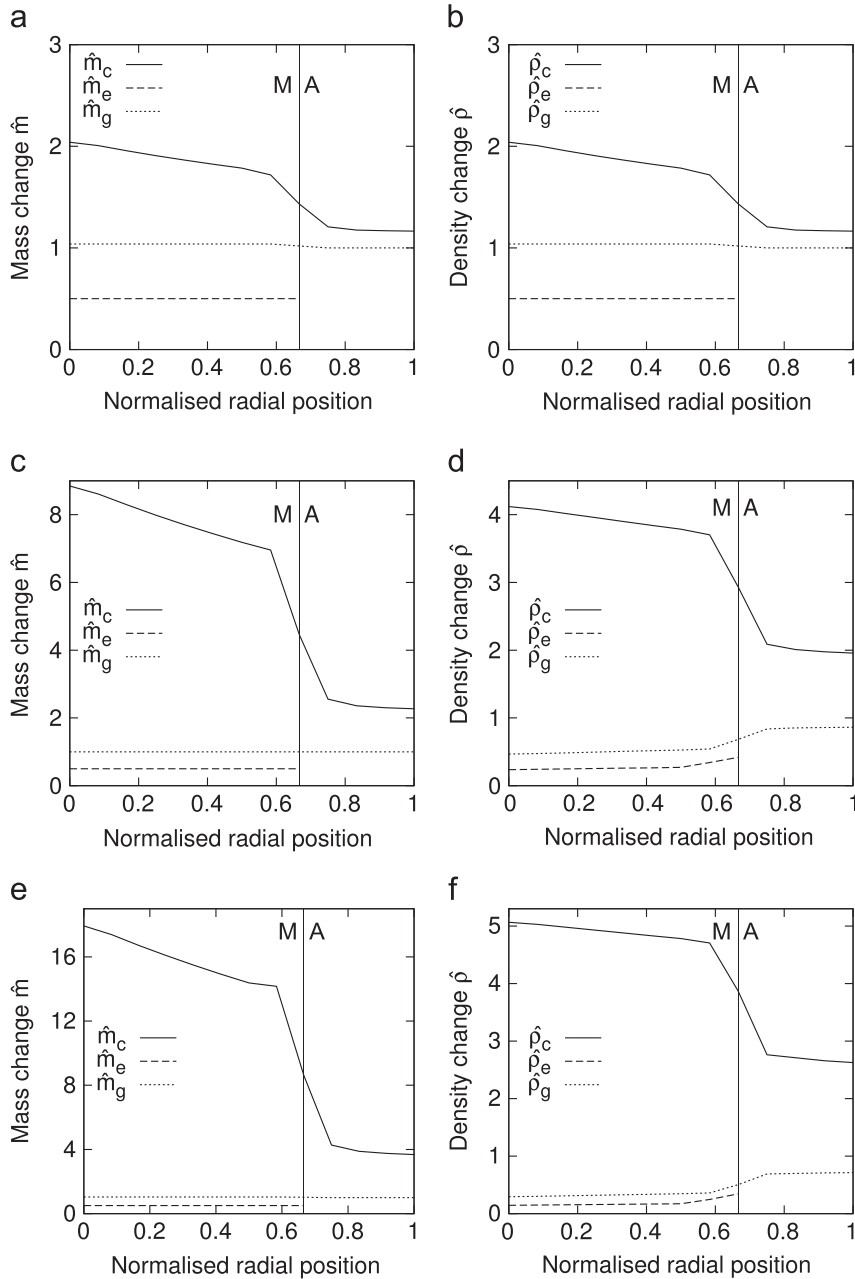 a
3
2
1
0
Mass change m̂
m̂c
m̂e
m̂g
M A
0 0.2 0.4 0.6 0.8 1
Normalised radial position
b
3
2
1
0
Density change ρ̂
ρ̂c
ρ̂e
ρ̂g
M A
0 0.2 0.4 0.6 0.8 1
Normalised radial position
c
8
6
4
2
0
Mass change m̂
m̂c
m̂e
m̂g
M A
0 0.2 0.4 0.6 0.8 1
Normalised radial position
d
4
3
2
1
0
Density change ρ̂
ρ̂c
ρ̂e
ρ̂g
M A
0 0.2 0.4 0.6 0.8 1
Normalised radial position
e
16
12
8
4
0
Mass change m̂
m̂c
m̂e
m̂g
M A
0 0.2 0.4 0.6 0.8 1
Normalised radial position
f
5
4
3
2
1
0
Density change ρ̂
ρ̂c
ρ̂e
ρ̂g
M A
0 0.2 0.4 0.6 0.8 1
Normalised radial position